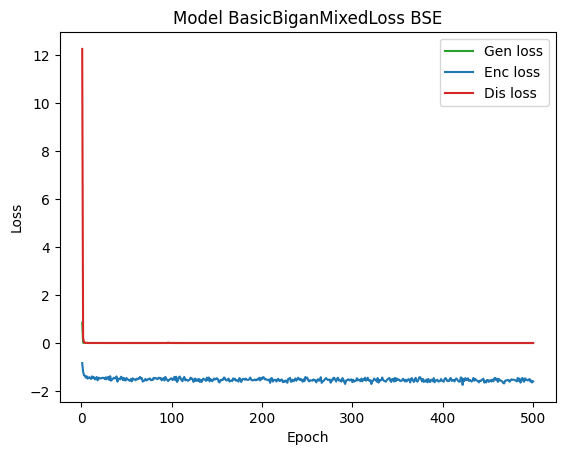 Model BasicBiganMixedLoss BSE
Gen loss
Enc loss
Dis loss
12
10
8
6
4
2
0
−2
Loss
0 100 200 300 400 500
Epoch